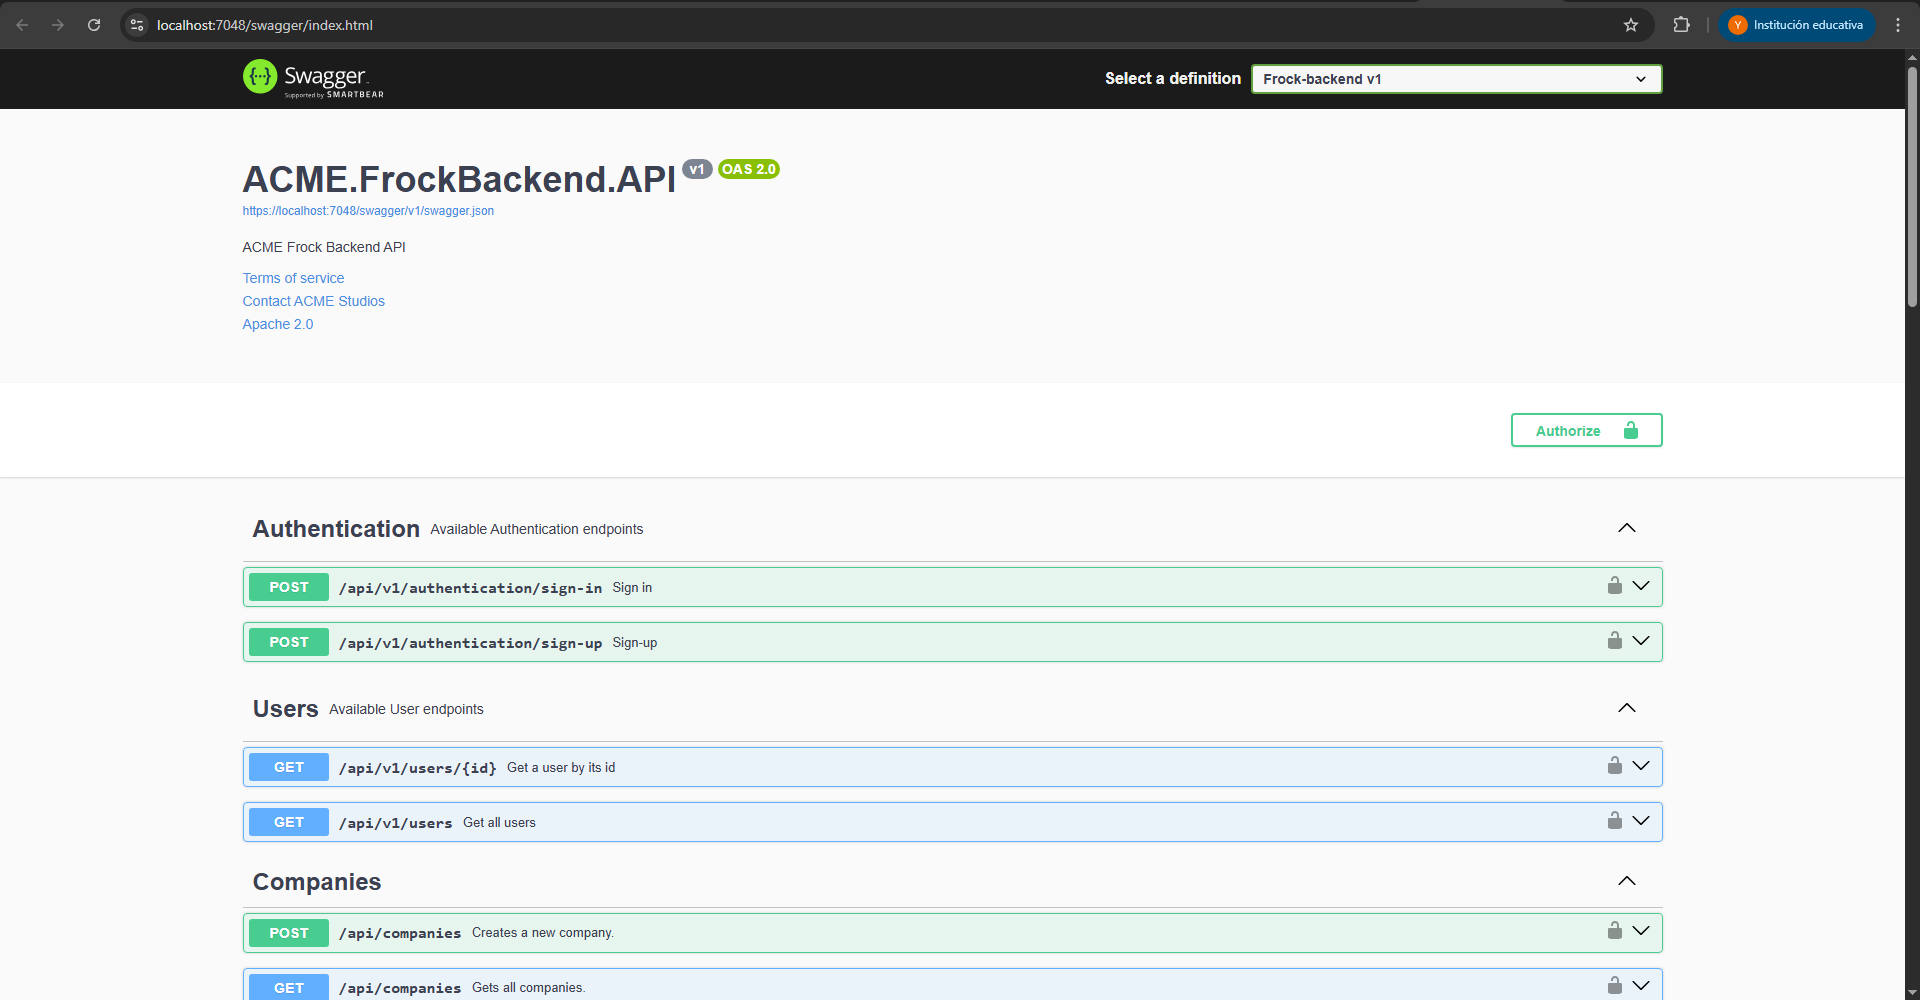 localhost:7048/swagger/index.html
Y Institución educativa
Swagger
Supported by SMARTBEAR
Select a definition
Frock-backend v1
ACME.FrockBackend.API v1 OAS 2.0
https://localhost:7048/swagger/v1/swagger.json
ACME Frock Backend API
Terms of service
Contact ACME Studios
Apache 2.0
Authorize
Authentication Available Authentication endpoints
POST /api/v1/authentication/sign-in Sign in
POST /api/v1/authentication/sign-up Sign-up
Users Available User endpoints
GET /api/v1/users/{id} Get a user by its id
GET /api/v1/users Get all users
Companies
POST /api/companies Creates a new company.
GET /api/companies Gets all companies.